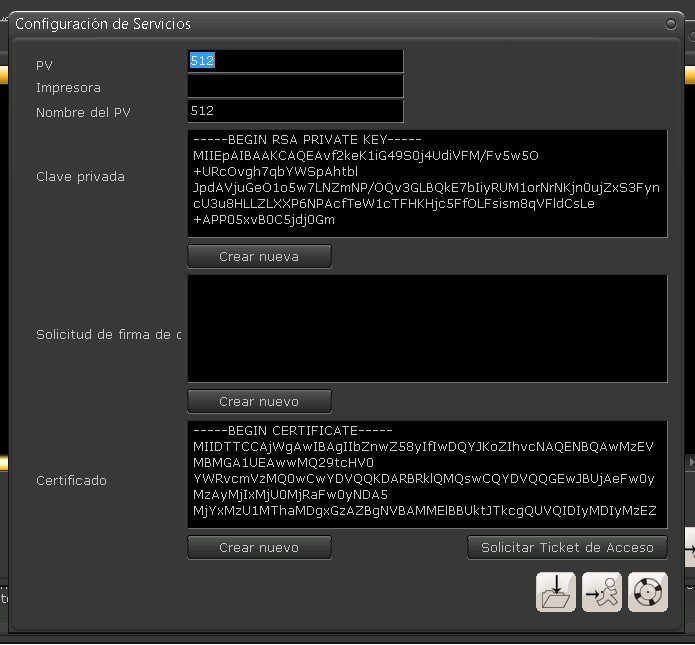 Configuración de Servicios
PV
512
Impresora
Nombre del PV
512
Clave privada
-----BEGIN RSA PRIVATE KEY-----
MIIEpAIBAAKCAQEAvf2keK1iG49S0j4UdiVFM/Fv5w5O
+URcOvgh7qbYWSpAhtbl
JpdAVjuGeO1o5w7LNZmNP/OQv3GLBQkE7bIiyRUM1orNrNKjn0ujZxS3Fyn
cU3u8HLLZLXXP6NPAcfTeW1cTFHKHjc5FfOLFsism8qVFldCsLe
+APP05xvB0C5jdj0Gm
Crear nueva
Solicitud de firma de c
Crear nuevo
Certificado
-----BEGIN CERTIFICATE-----
MIIDTTCCAjWgAwIBAgIIbZnwZ58yIfIwDQYJKoZIhvcNAQENBQAwMzEV
MBMGA1UEAwwMQ29tcHV0
YWRvcmVzMQ0wCwYDVQQKDARBRklQMQswCQYDVQQGEwJBUjAeFw0y
MzAyMjIxMjU0MjRaFw0yNDA5
MjYxMzU1MThaMDgxGzAZBgNVBAMMElBBUktJTkcgQUVQIDIyMDIyMzEZ
Crear nuevo
Solicitar Ticket de Acceso